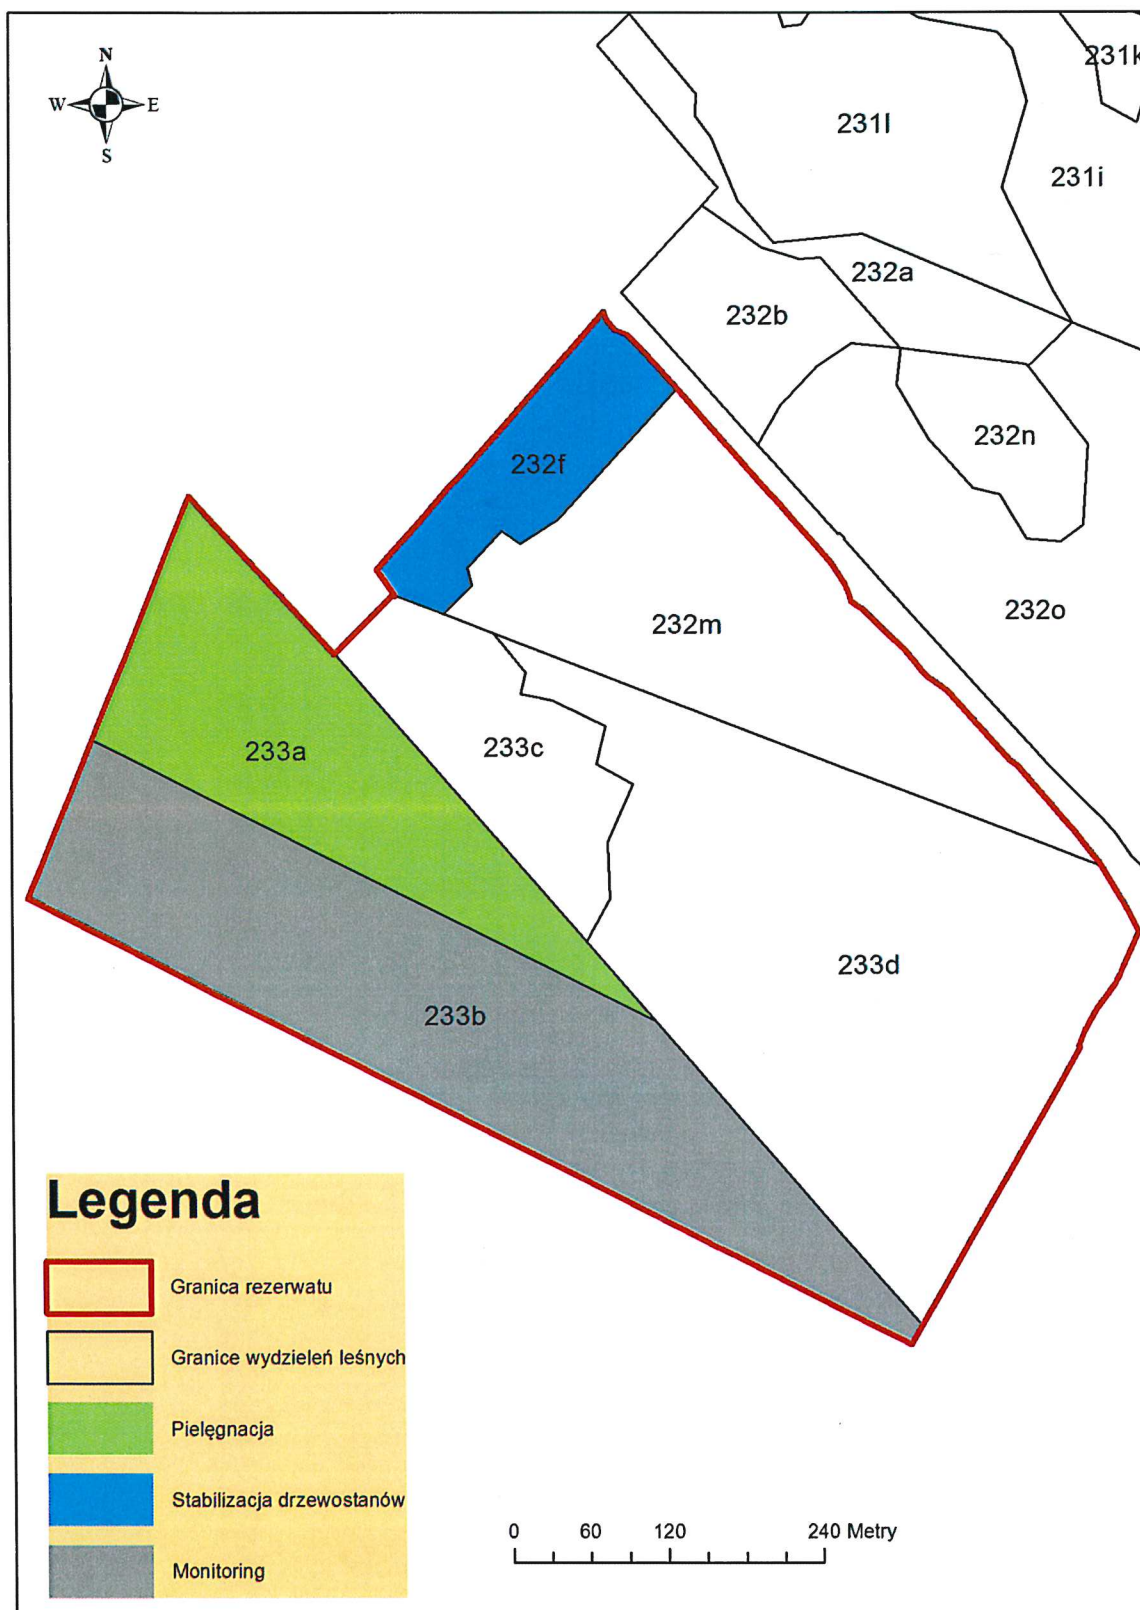 N
W E
S
231k
231l
231i
232a
232b
232n
232f
232o
232m
233a
233c
233d
233b
Legenda
Granica rezerwatu
Granice wydzieleń leśnych
Pielęgnacja
Stabilizacja drzewostanów
Monitoring
0 60 120 240 Metry